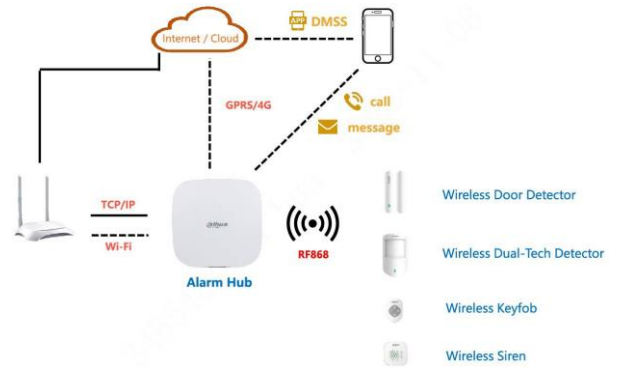 APP DMSS
Internet / Cloud
GPRS/4G
call
message
TCP/IP
Wi-Fi
alhua
RF868
Alarm Hub
Wireless Door Detector
Wireless Dual-Tech Detector
Wireless Keyfob
Wireless Siren